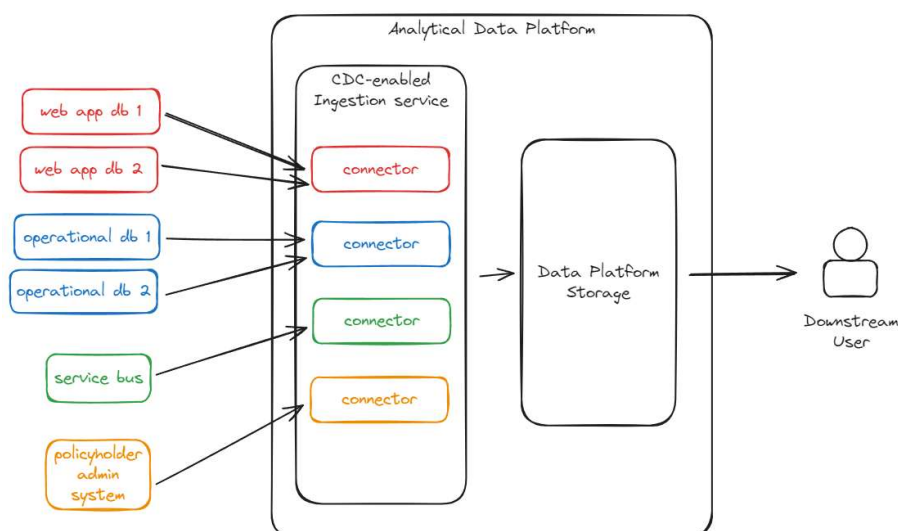 Analytical Data Platform
CDC-enabled
Ingestion service
web app db 1
web app db 2
operational db 1
operational db 2
service bus
policyholder
admin
system
connector
connector
connector
connector
Data Platform
Storage
Downstream
User